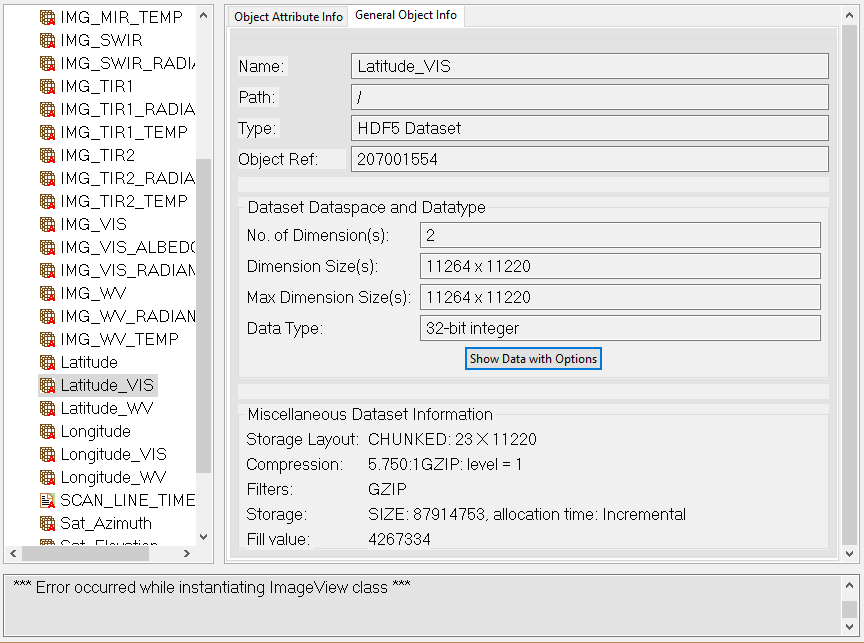 IMG_MIR_TEMP
IMG_SWIR
IMG_SWIR_RADIA
IMG_TIR1
IMG_TIR1_RADIA
IMG_TIR1_TEMP
IMG_TIR2
IMG_TIR2_RADIA
IMG_TIR2_TEMP
IMG_VIS
IMG_VIS_ALBEDO
IMG_VIS_RADIAN
IMG_WV
IMG_WV_RADIAN
IMG_WV_TEMP
Latitude
Latitude_VIS
Latitude_WV
Longitude
Longitude_VIS
Longitude_WV
SCAN_LINE_TIME
Sat_Azimuth
Sat_Elevation
Object Attribute Info General Object Info
Name: Latitude_VIS
Path: /
Type: HDF5 Dataset
Object Ref: 207001554
Dataset Dataspace and Datatype
No. of Dimension(s): 2
Dimension Size(s): 11264 x 11220
Max Dimension Size(s): 11264 x 11220
Data Type: 32-bit integer
Show Data with Options
Miscellaneous Dataset Information
Storage Layout: CHUNKED: 23 X 11220
Compression: 5.750:1GZIP: level = 1
Filters: GZIP
Storage: SIZE: 87914753, allocation time: Incremental
Fill value: 4267334
*** Error occurred while instantiating ImageView class ***